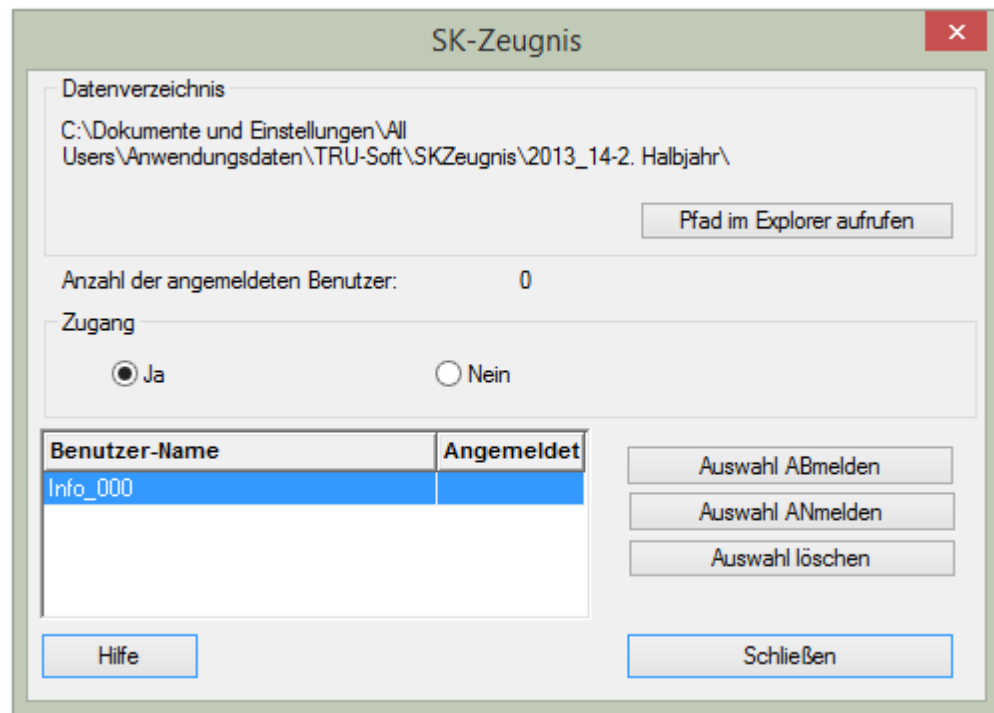 SK-Zeugnis
Datenverzeichnis
C:\Dokumente und Einstellungen\All
Users\Anwendungsdaten\TRU-Soft\SKZeugnis\2013_14-2. Halbjahr\
Pfad im Explorer aufrufen
Anzahl der angemeldeten Benutzer: 0
Zugang
Ja Nein
Benutzer-Name Angemeldet
Info_000
Auswahl ABmelden
Auswahl ANmelden
Auswahl löschen
Hilfe Schließen